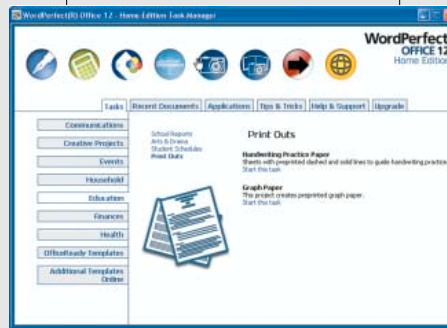 WordPerfect(R) Office 12 - Home Edition Task Manager
WordPerfect
OFFICE 12
Home Edition
Tasks Recent Documents Applications Tips & Tricks Help & Support Upgrade
Communications
Creative Projects
Events
Household
Education
Finances
Health
OfficeReady Templates
Additional Templates Online
School Reports
Arts & Drama
Student Schedules
Print Outs
Print Outs
Handwriting Practice Paper
Sheets with preprinted dashed and solid lines to guide handwriting practice
Start this task
Graph Paper
The project creates preprinted graph paper.
Start this task